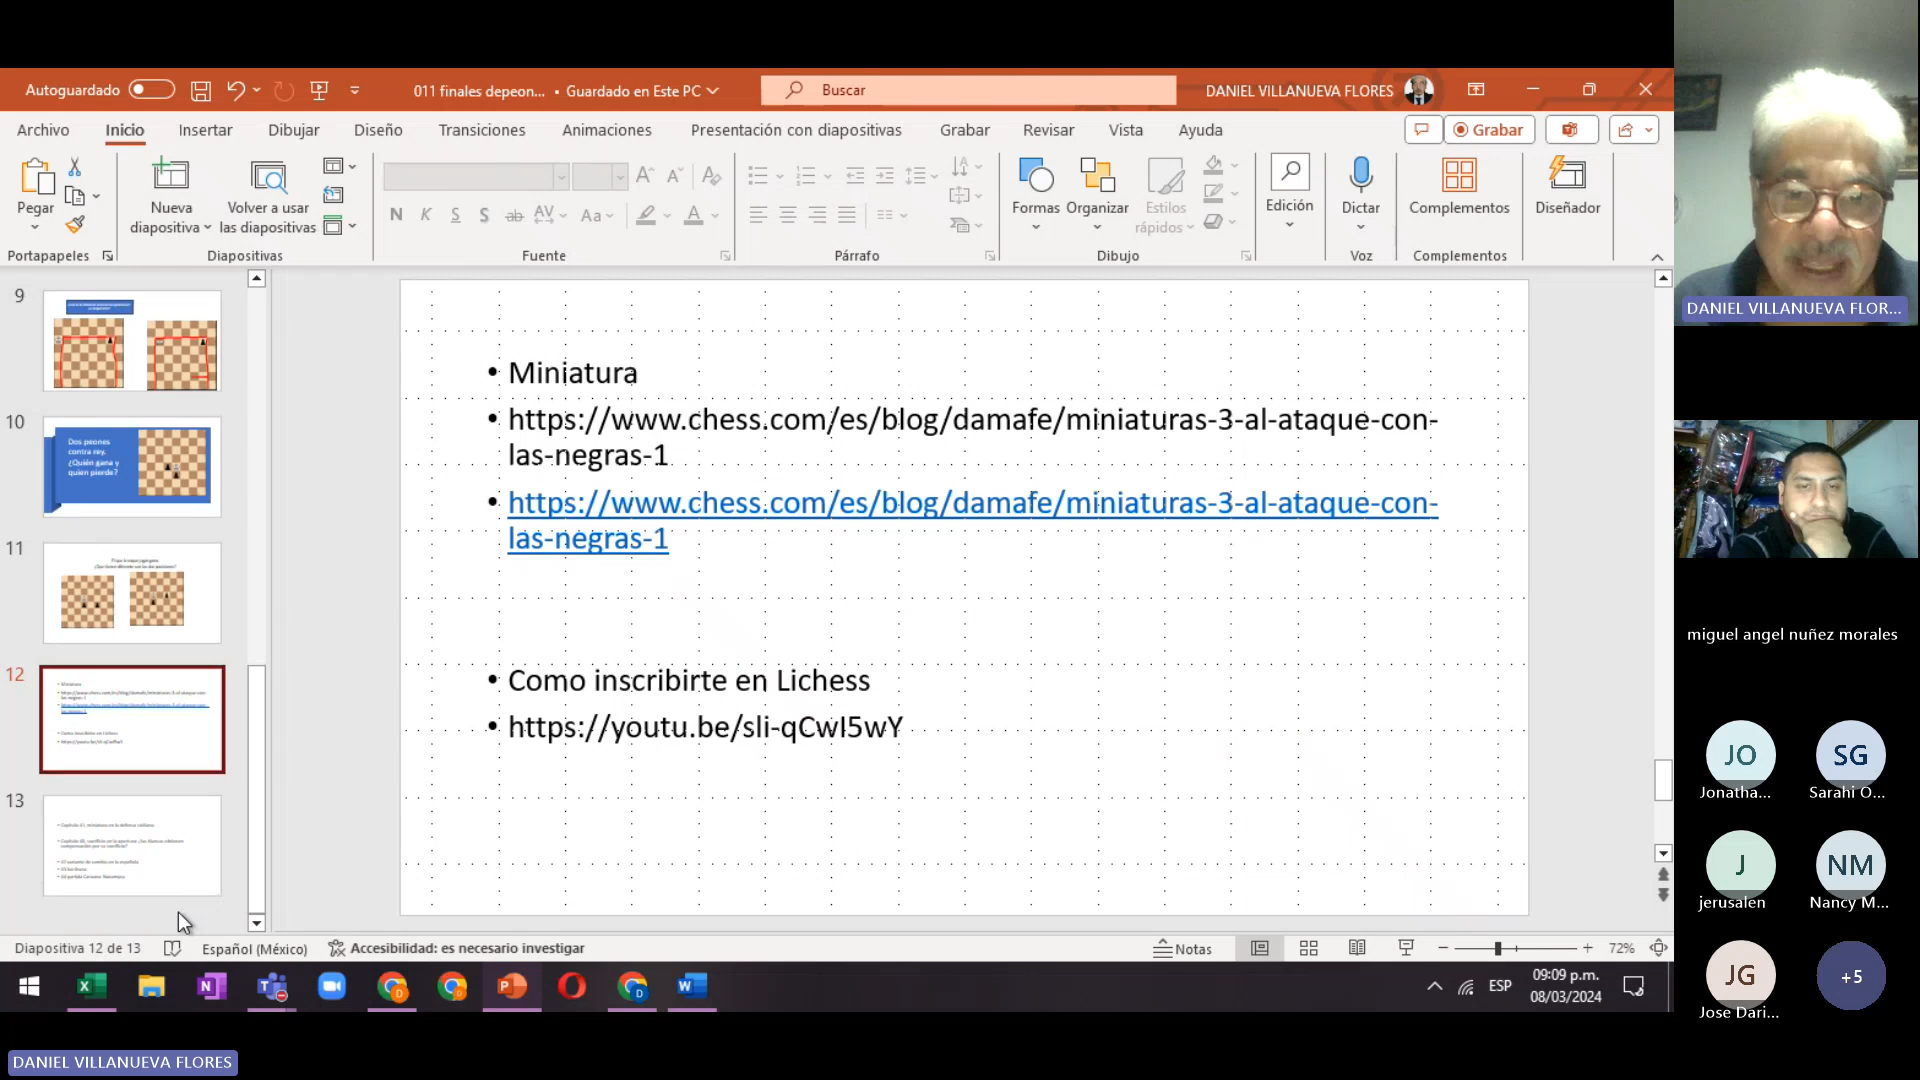 Autoguardado
011 finales depeon... • Guardado en Este PC
Buscar
DANIEL VILLANUEVA FLORES
Archivo Inicio Insertar Dibujar Diseño Transiciones Animaciones Presentación con diapositivas Grabar Revisar Vista Ayuda
Grabar
Pegar
Nueva diapositiva
Volver a usar las diapositivas
N K S S ab AV Aa A
Formas
Organizar
Estilos rápidos
Edición
Dictar
Complementos
Diseñador
Portapapeles Diapositivas Fuente Párrafo Dibujo Voz Complementos
9
10
Dos peones
contra rey.
¿Quién gana y
quien pierde?
11
12
13
• Miniatura
• https://www.chess.com/es/blog/damafe/miniaturas-3-al-ataque-con-
las-negras-1
• https://www.chess.com/es/blog/damafe/miniaturas-3-al-ataque-con-
las-negras-1
• Como inscribirte en Lichess
• https://youtu.be/sli-qCwI5wY
Diapositiva 12 de 13 Español (México) Accesibilidad: es necesario investigar Notas 72%
ESP
09:09 p.m.
08/03/2024
DANIEL VILLANUEVA FLORES
DANIEL VILLANUEVA FLOR...
miguel angel nuñez morales
JO SG
Jonatha... Sarahi O...
J NM
jerusalen Nancy M...
JG +5
Jose Dari...